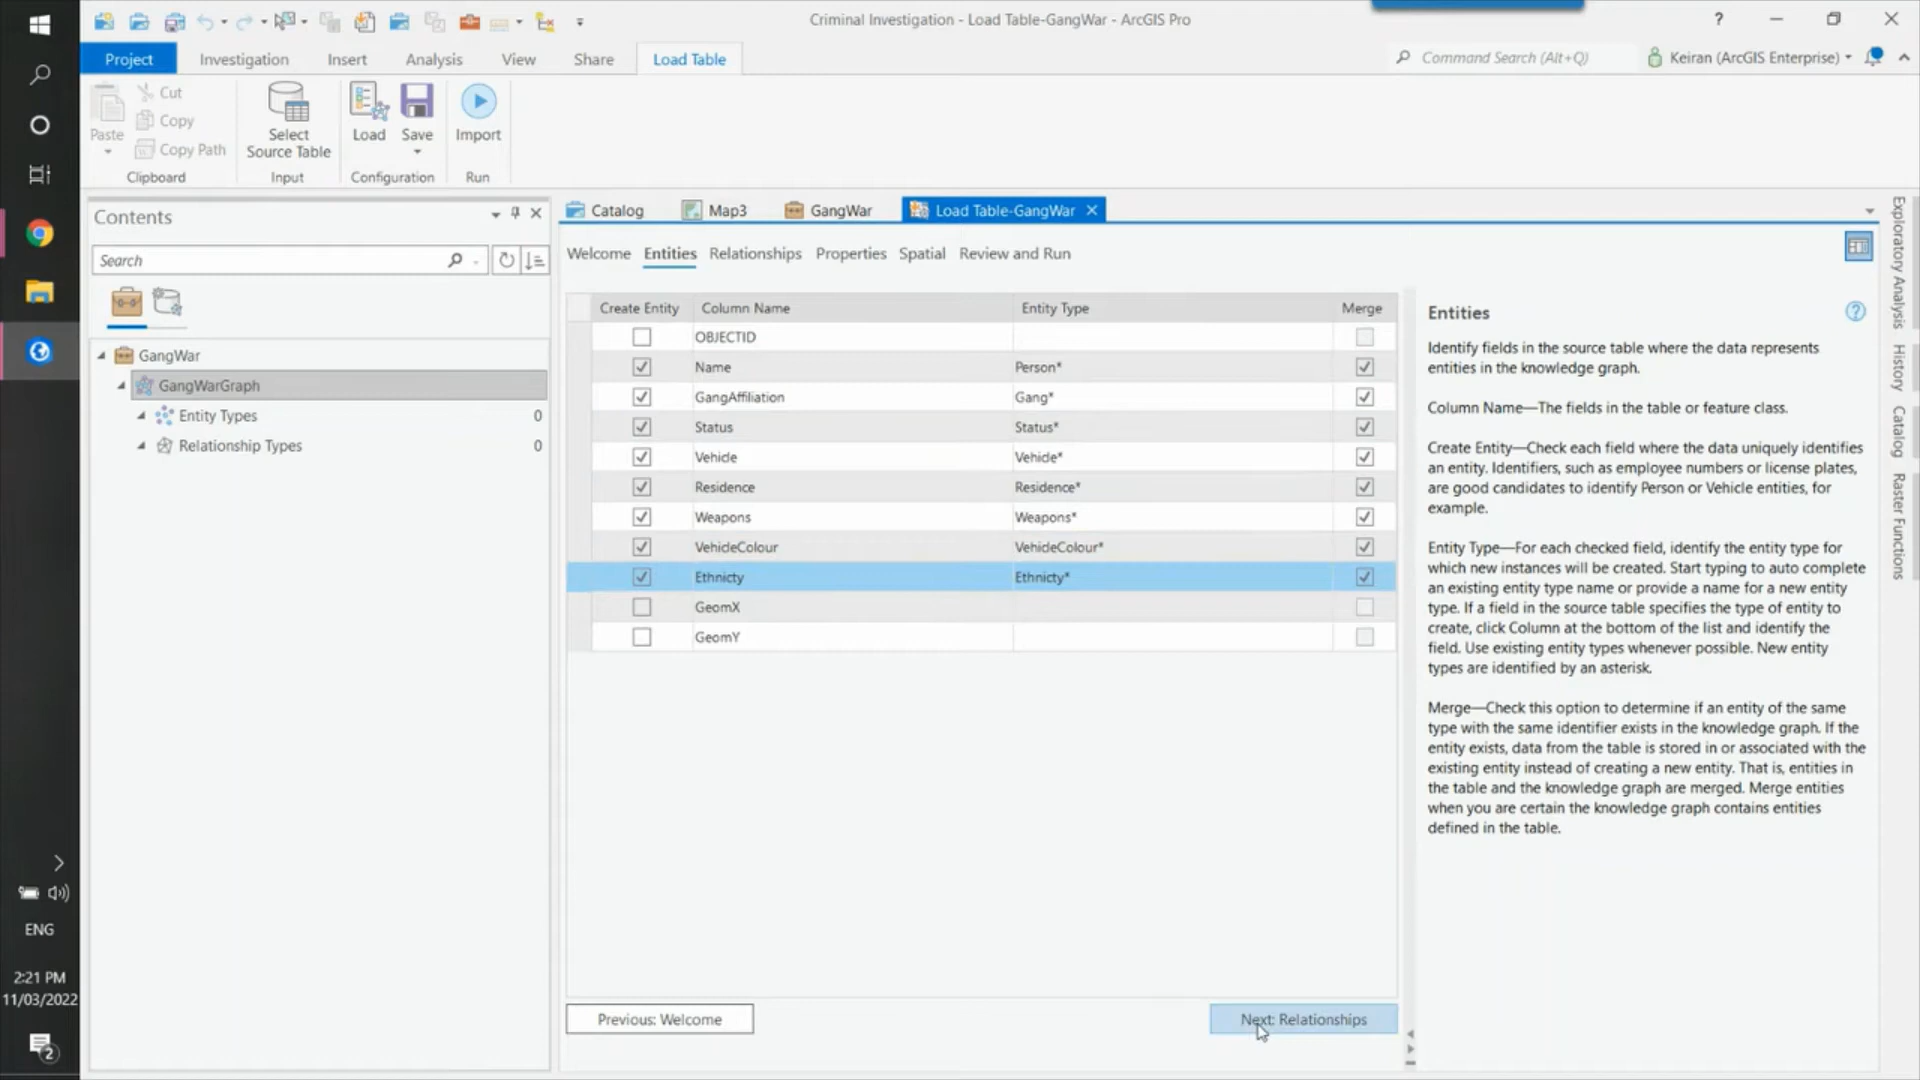 Criminal Investigation - Load Table-GangWar - ArcGIS Pro
?
Project
Investigation
Insert
Analysis
View
Share
Load Table
Command Search (Alt+Q)
Keiran (ArcGIS Enterprise)
Paste
Cut
Copy
Copy Path
Clipboard
Select
Source Table
Input
Load
Save
Configuration
Import
Run
Contents
Search
GangWar
GangWarGraph
Entity Types 0
Relationship Types 0
Catalog
Map3
GangWar
Load Table-GangWar
Welcome
Entities
Relationships
Properties
Spatial
Review and Run
Create Entity Column Name Entity Type Merge
OBJECTID
Name Person*
GangAffiliation Gang*
Status Status*
Vehicle Vehicle*
Residence Residence*
Weapons Weapons*
VehicleColour VehicleColour*
Ethnicty Ethnicty*
GeomX
GeomY
Previous: Welcome
Next: Relationships
Entities
?
Identify fields in the source table where the data represents
entities in the knowledge graph.
Column Name—The fields in the table or feature class.
Create Entity—Check each field where the data uniquely identifies
an entity. Identifiers, such as employee numbers or license plates,
are good candidates to identify Person or Vehicle entities, for
example.
Entity Type—For each checked field, identify the entity type for
which new instances will be created. Start typing to auto complete
an existing entity type name or provide a name for a new entity
type. If a field in the source table specifies the type of entity to
create, click Column at the bottom of the list and identify the
field. Use existing entity types whenever possible. New entity
types are identified by an asterisk.
Merge—Check this option to determine if an entity of the same
type with the same identifier exists in the knowledge graph. If the
entity exists, data from the table is stored in or associated with the
existing entity instead of creating a new entity. That is, entities in
the table and the knowledge graph are merged. Merge entities
when you are certain the knowledge graph contains entities
defined in the table.
Exploratory Analysis
History
Catalog
Raster Functions
ENG
2:21 PM
11/03/2022
2